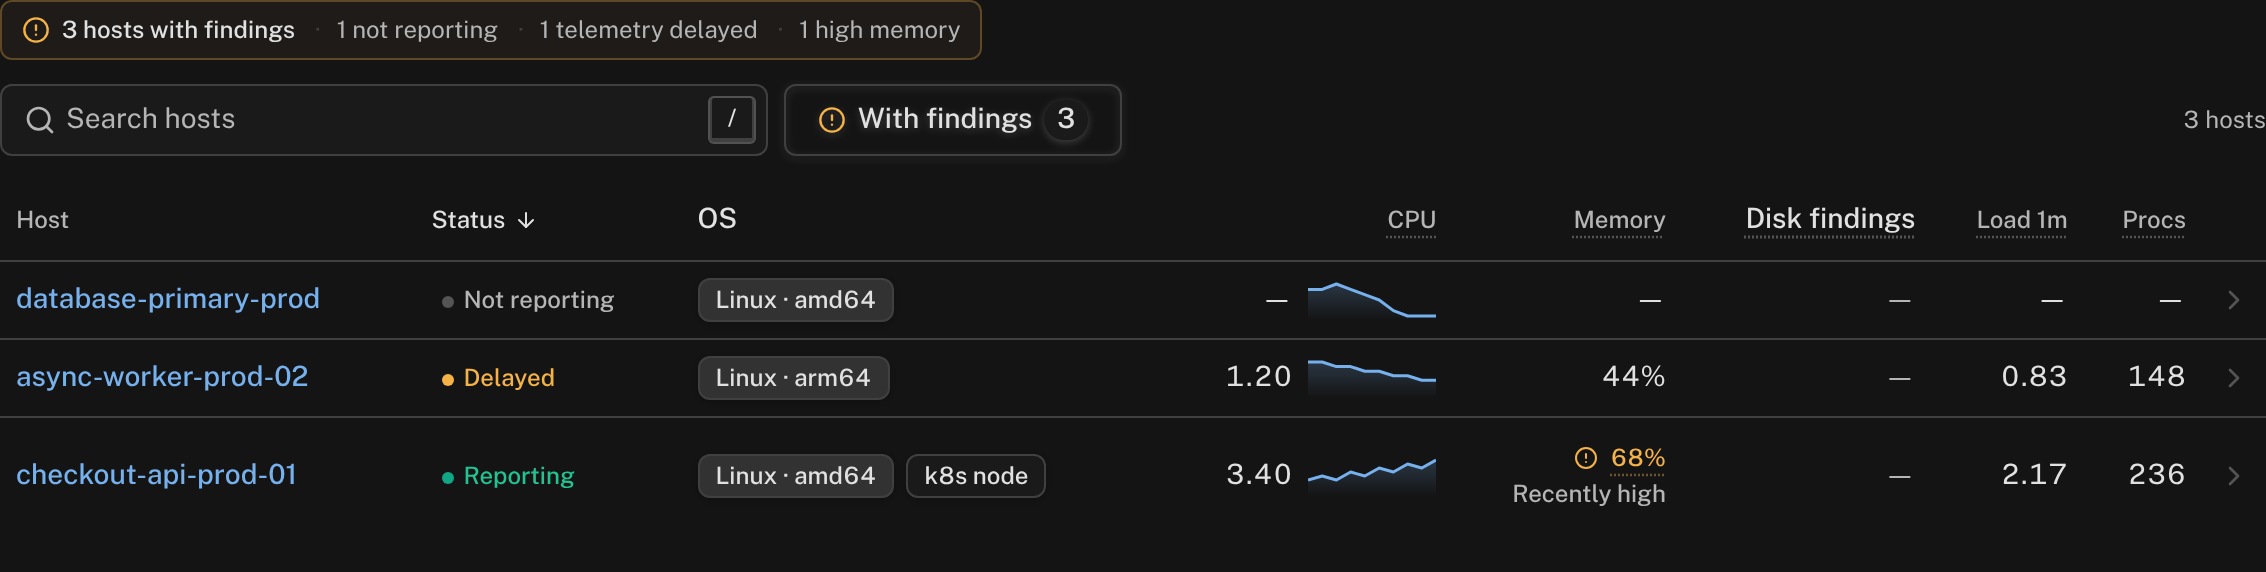 3 hosts with findings · 1 not reporting · 1 telemetry delayed · 1 high memory
Search hosts /
With findings 3
3 hosts
Host Status ↓ OS CPU Memory Disk findings Load 1m Procs
database-primary-prod Not reporting Linux · amd64 — — — — —
async-worker-prod-02 Delayed Linux · arm64 1.20 44% — 0.83 148
checkout-api-prod-01 Reporting Linux · amd64 k8s node 3.40 68% — 2.17 236
Recently high